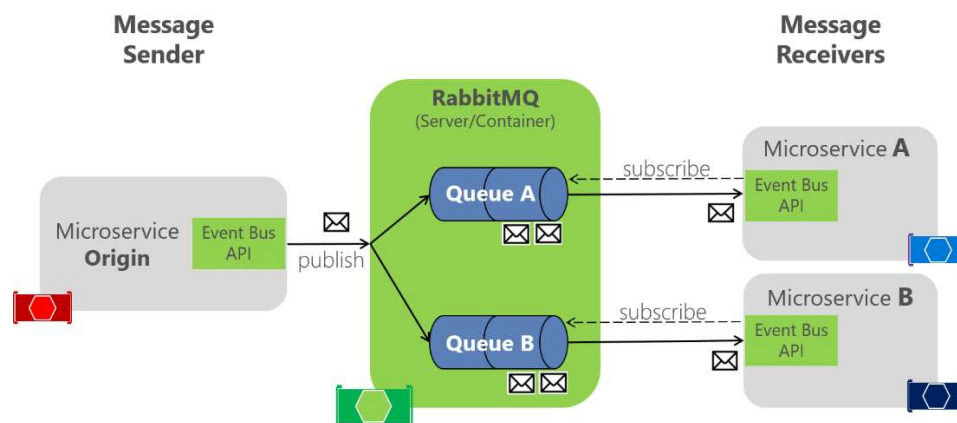 Message
Sender
Message
Receivers
RabbitMQ
(Server/Container)
Microservice
Origin
Event Bus
API
publish
Queue A
Queue B
subscribe
subscribe
Microservice A
Event Bus
API
Microservice B
Event Bus
API